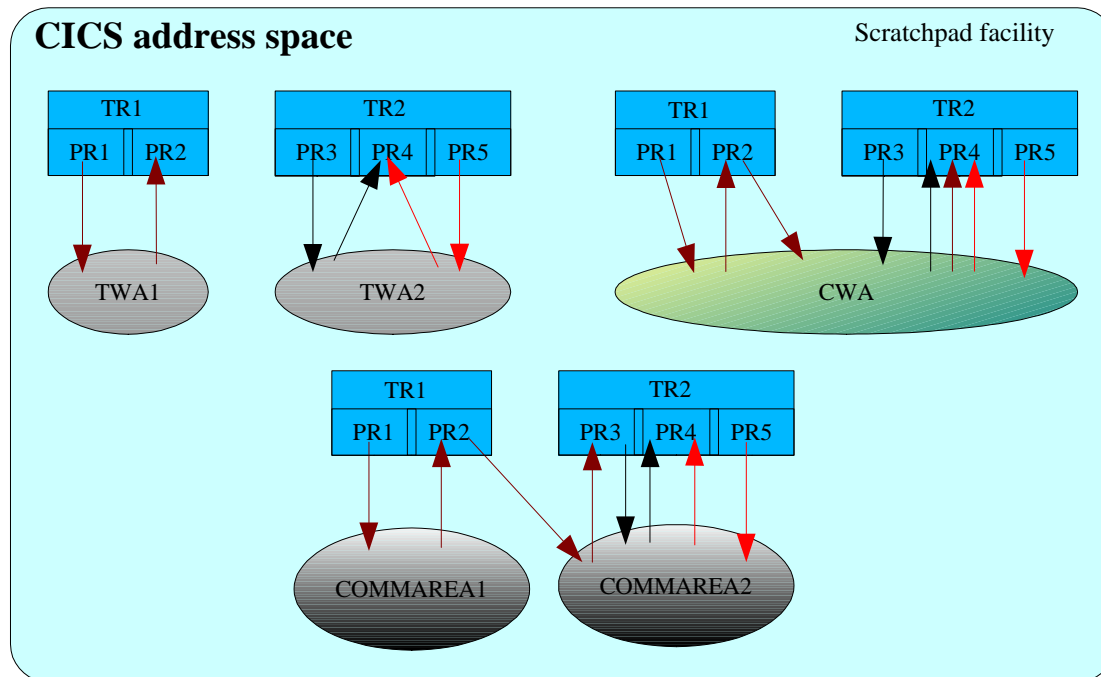 CICS address space
Scratchpad facility
TR1
PR1 PR2
TR2
PR3 PR4 PR5
TWA1
TWA2
TR1
PR1 PR2
TR2
PR3 PR4 PR5
CWA
TR1
PR1 PR2
TR2
PR3 PR4 PR5
COMMAREA1
COMMAREA2